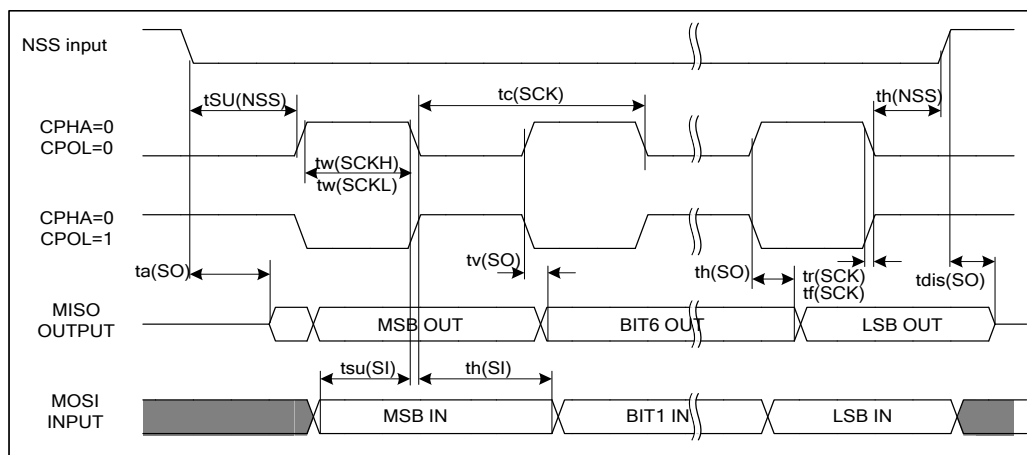 NSS input
tSU(NSS)
tc(SCK)
th(NSS)
CPHA=0
CPOL=0
tw(SCKH)
tw(SCKL)
CPHA=0
CPOL=1
ta(SO)
tv(SO)
th(SO)
tr(SCK)
tf(SCK)
tdis(SO)
MISO
OUTPUT
MSB OUT
BIT6 OUT
LSB OUT
tsu(SI)
th(SI)
MOSI
INPUT
MSB IN
BIT1 IN
LSB IN